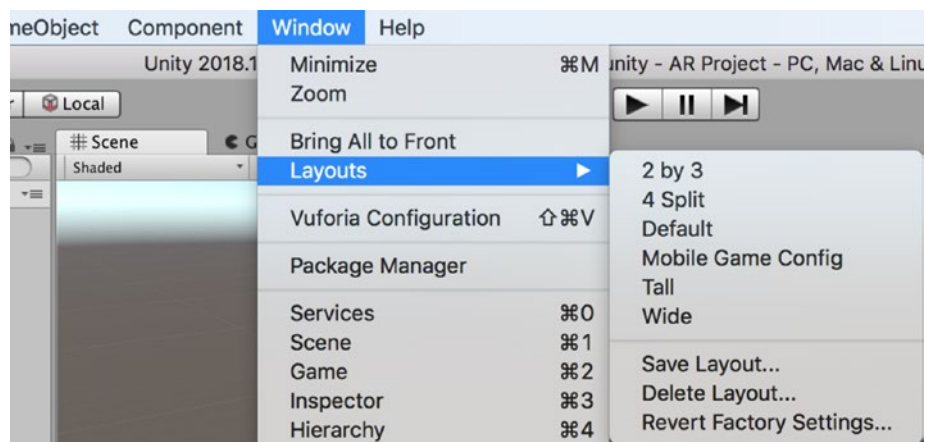 meObject Component Window Help
Unity 2018.1
unity - AR Project - PC, Mac & Linu
Local
Scene
G
Shaded
Minimize ⌘M
Zoom
Bring All to Front
Layouts ▶
Vuforia Configuration ⇧⌘V
Package Manager
Services ⌘0
Scene ⌘1
Game ⌘2
Inspector ⌘3
Hierarchy ⌘4
2 by 3
4 Split
Default
Mobile Game Config
Tall
Wide
Save Layout...
Delete Layout...
Revert Factory Settings...